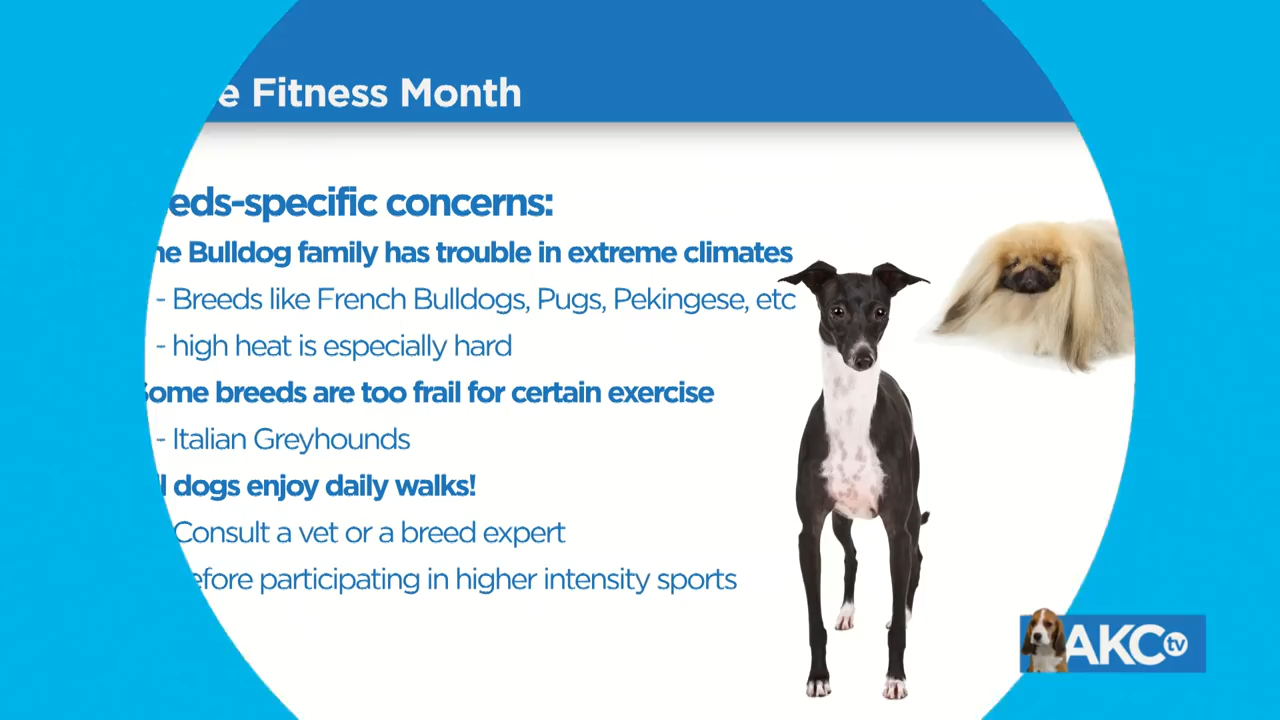 e Fitness Month
eds-specific concerns:
he Bulldog family has trouble in extreme climates
- Breeds like French Bulldogs, Pugs, Pekingese, etc
- high heat is especially hard
Some breeds are too frail for certain exercise
- Italian Greyhounds
l dogs enjoy daily walks!
Consult a vet or a breed expert
efore participating in higher intensity sports
AKC tv